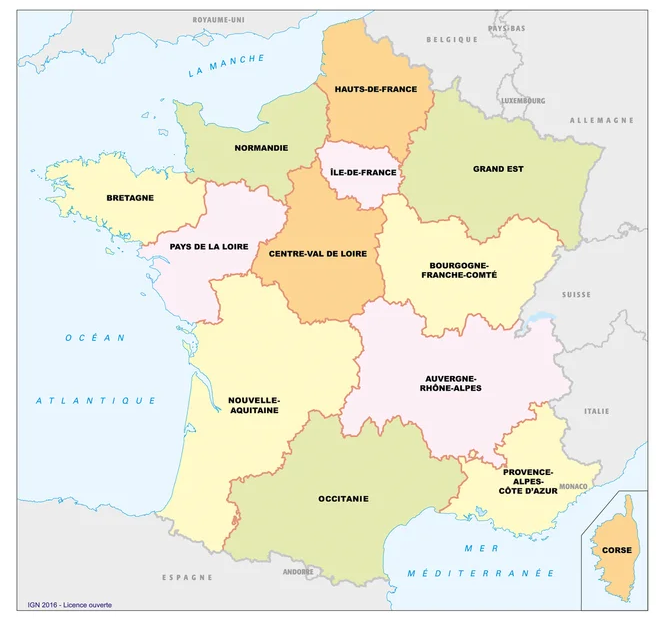 ROYAUME-UNI
PAYS-BAS
BELGIQUE
LA MANCHE
HAUTS-DE-FRANCE
LUXEMBOURG
ALLEMAGNE
NORMANDIE
ÎLE-DE-FRANCE
GRAND EST
BRETAGNE
PAYS DE LA LOIRE
CENTRE-VAL DE LOIRE
BOURGOGNE-
FRANCHE-COMTÉ
SUISSE
OCÉAN
ATLANTIQUE
AUVERGNE-
RHÔNE-ALPES
NOUVELLE-
AQUITAINE
ITALIE
PROVENCE-
ALPES-
CÔTE D'AZUR
MONACO
OCCITANIE
CORSE
MER
MÉDITERRANÉE
ESPAGNE
ANDORRE
IGN 2016 - Licence ouverte